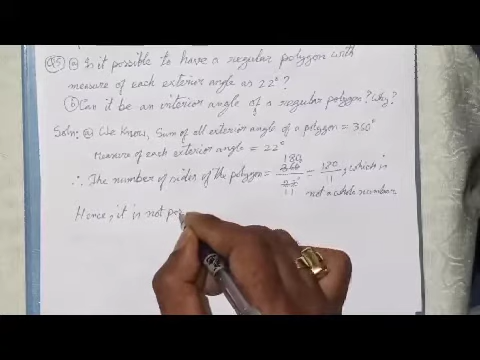 Q5) a) Is it possible to have a regular polygon with
measure of each exterior angle as 22°?
b) Can it be an interior angle of a regular polygon? Why?
Soln: a) We know, Sum of all exterior angle of a polygon = 360°
Measure of each exterior angle = 22°
∴ The number of sides of the polygon = 360/22 = 180/11, which is
not a whole number
Hence, it is not po